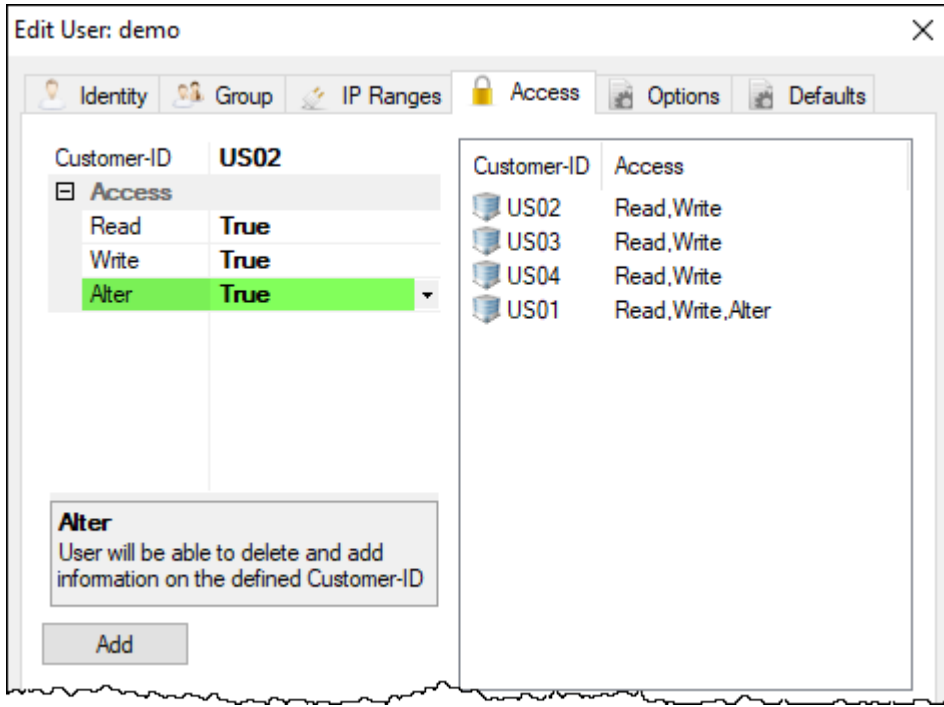 Edit User: demo
Identity Group IP Ranges Access Options Defaults
Customer-ID US02
Access
Read True
Write True
Alter True
Alter
User will be able to delete and add
information on the defined Customer-ID
Add
Customer-ID Access
US02 Read,Write
US03 Read,Write
US04 Read,Write
US01 Read,Write,Alter